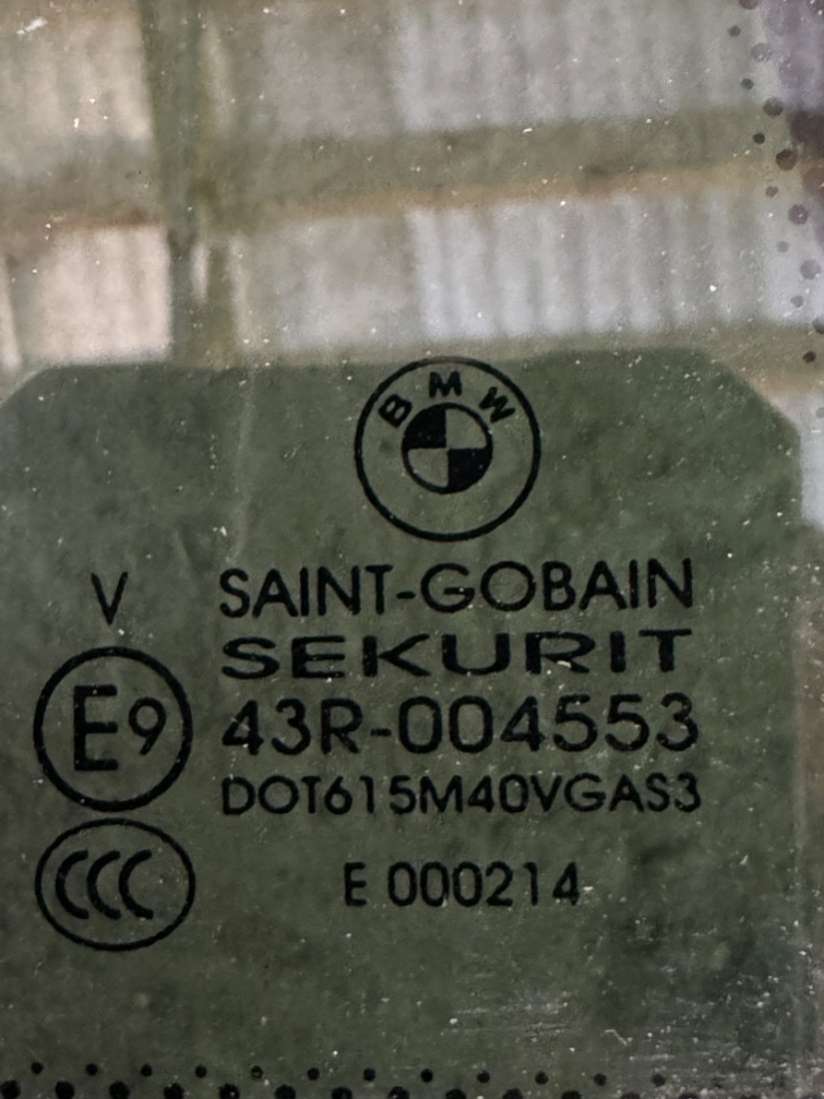 BMW
V SAINT-GOBAIN
SEKURIT
E9 43R-004553
DOT615M40VGAS3
CCC E 000214